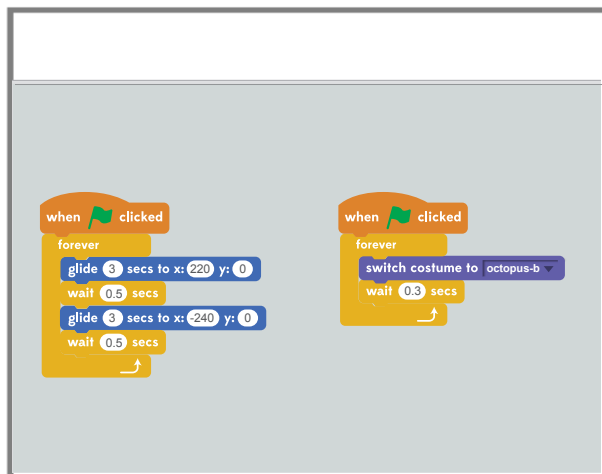 when clicked
forever
glide 3 secs to x: 220 y: 0
wait 0.5 secs
glide 3 secs to x: -240 y: 0
wait 0.5 secs
when clicked
forever
switch costume to octopus-b
wait 0.3 secs